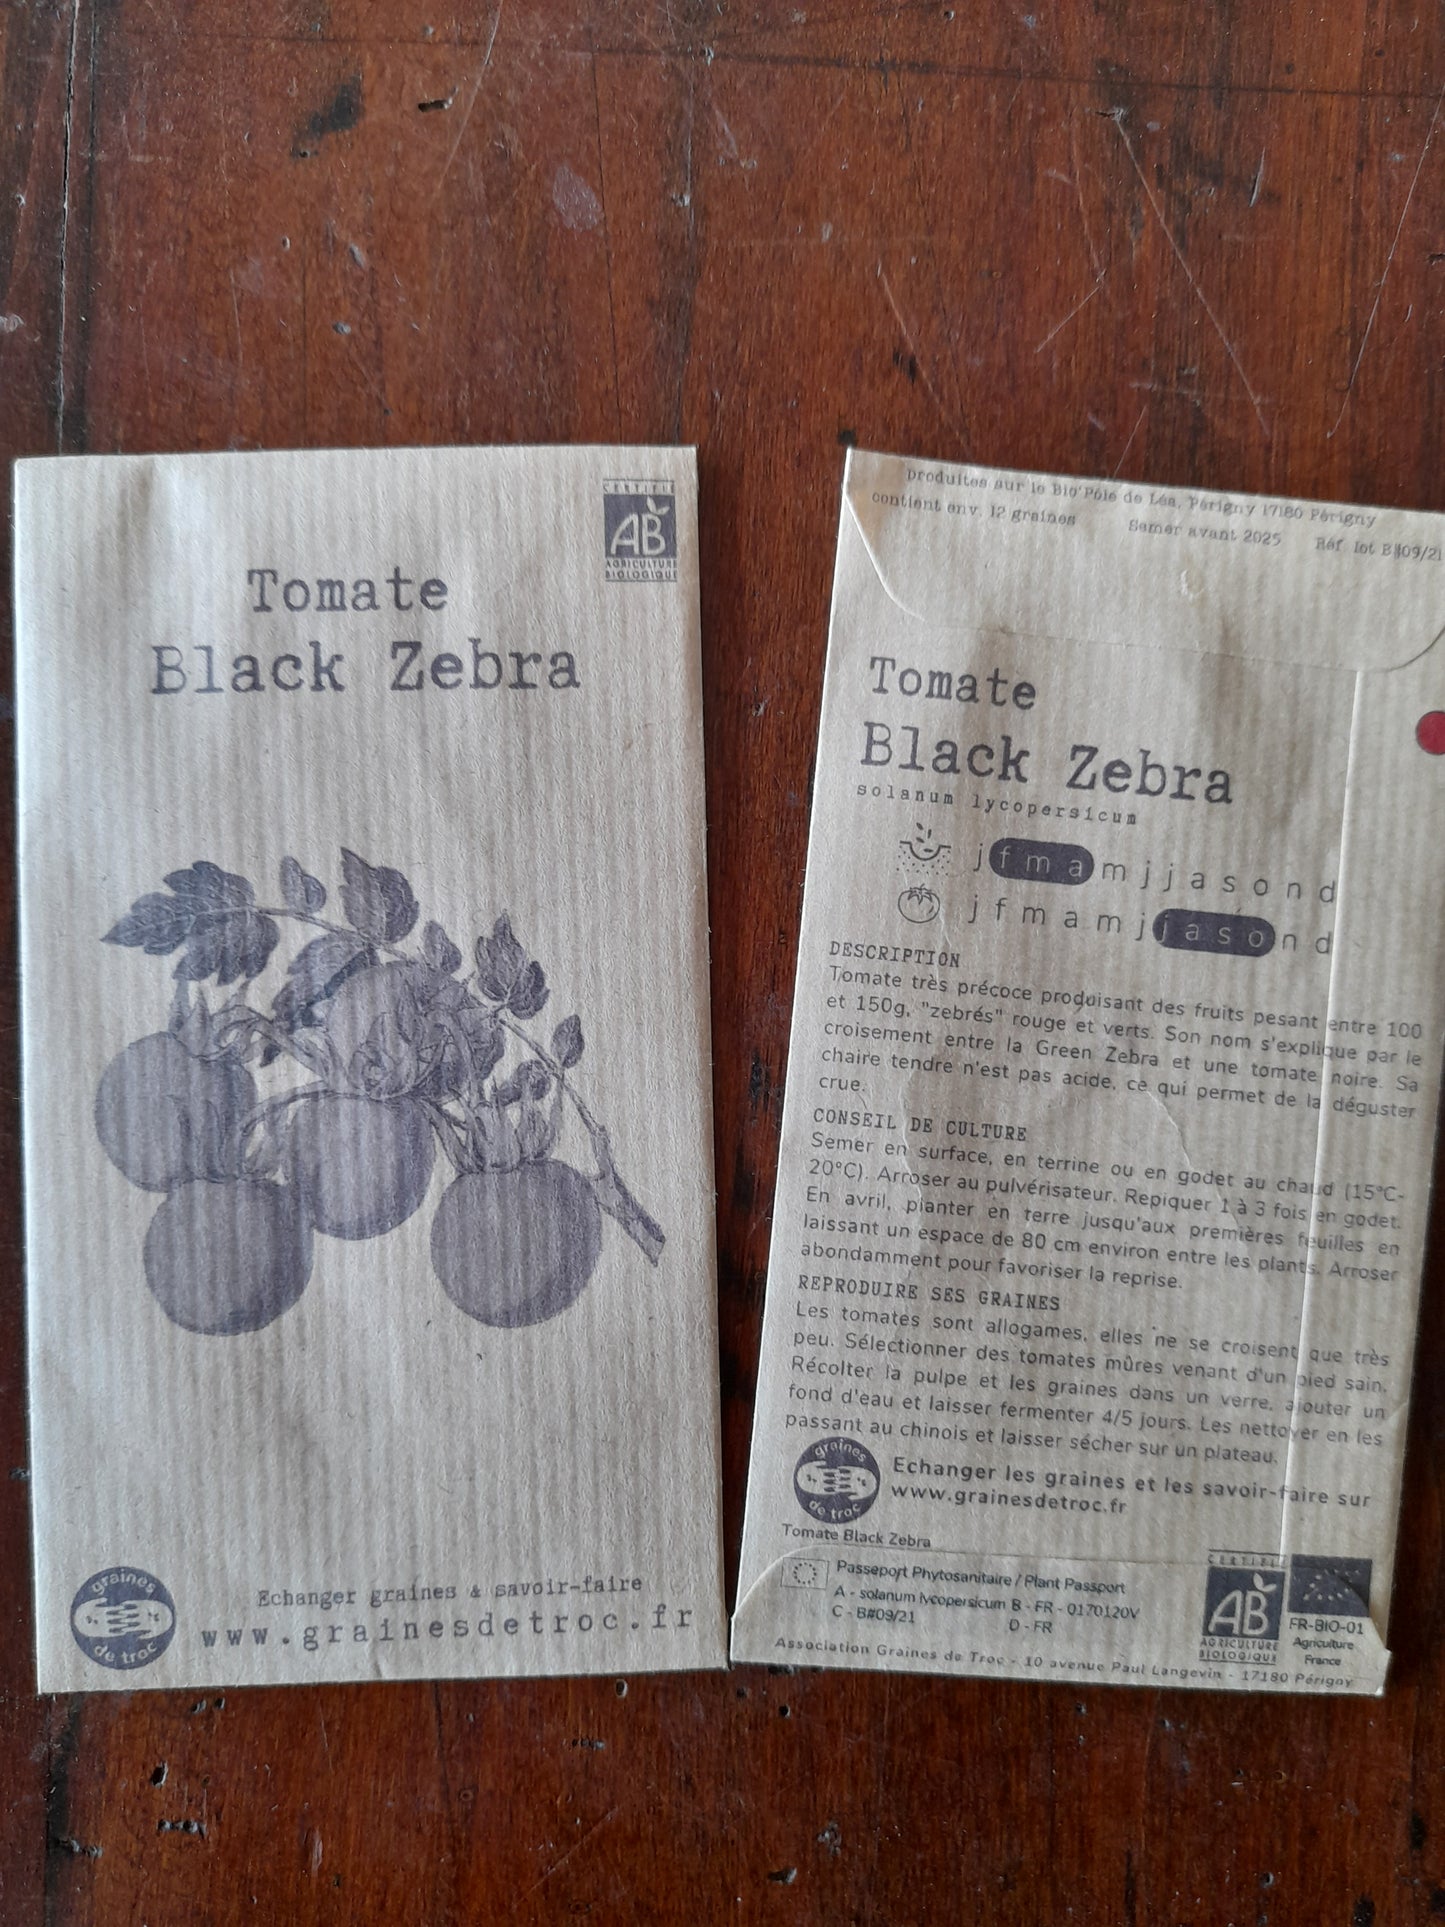 CERTIFIÉ
AB
AGRICULTURE
BIOLOGIQUE
Tomate
Black Zebra
graines
de troc
Echanger graines & savoir-faire
www.grainesdetroc.fr
produites sur le Bio'Pôle de Léa, Périgny 17180 Périgny
contient env. 12 graines Semer avant 2025 Réf. lot B#09/21
Tomate
Black Zebra
solanum lycopersicum
j f m a m j j a s o n d
j f m a m j j a s o n d
DESCRIPTION
Tomate très précoce produisant des fruits pesant entre 100
et 150g, "zebrés" rouge et verts. Son nom s'explique par le
croisement entre la Green Zebra et une tomate noire. Sa
chaire tendre n'est pas acide, ce qui permet de la déguster
crue.
CONSEIL DE CULTURE
Semer en surface, en terrine ou en godet au chaud (15°C-
20°C). Arroser au pulvérisateur. Repiquer 1 à 3 fois en godet.
En avril, planter en terre jusqu'aux premières feuilles en
laissant un espace de 80 cm environ entre les plants. Arroser
abondamment pour favoriser la reprise.
REPRODUIRE SES GRAINES
Les tomates sont allogames, elles ne se croisent que très
peu. Sélectionner des tomates mûres venant d'un pied sain.
Récolter la pulpe et les graines dans un verre, ajouter un
fond d'eau et laisser fermenter 4/5 jours. Les nettoyer en les
passant au chinois et laisser sécher sur un plateau.
graines
de troc
Echanger les graines et les savoir-faire sur
www.grainesdetroc.fr
Tomate Black Zebra
Passeport Phytosanitaire / Plant Passport
A - solanum lycopersicum B - FR - 0170120V
C - B#09/21 D - FR
CERTIFIÉ
AB
AGRICULTURE
BIOLOGIQUE
FR-BIO-01
Agriculture
France
Association Graines de Troc - 10 avenue Paul Langevin - 17180 Périgny